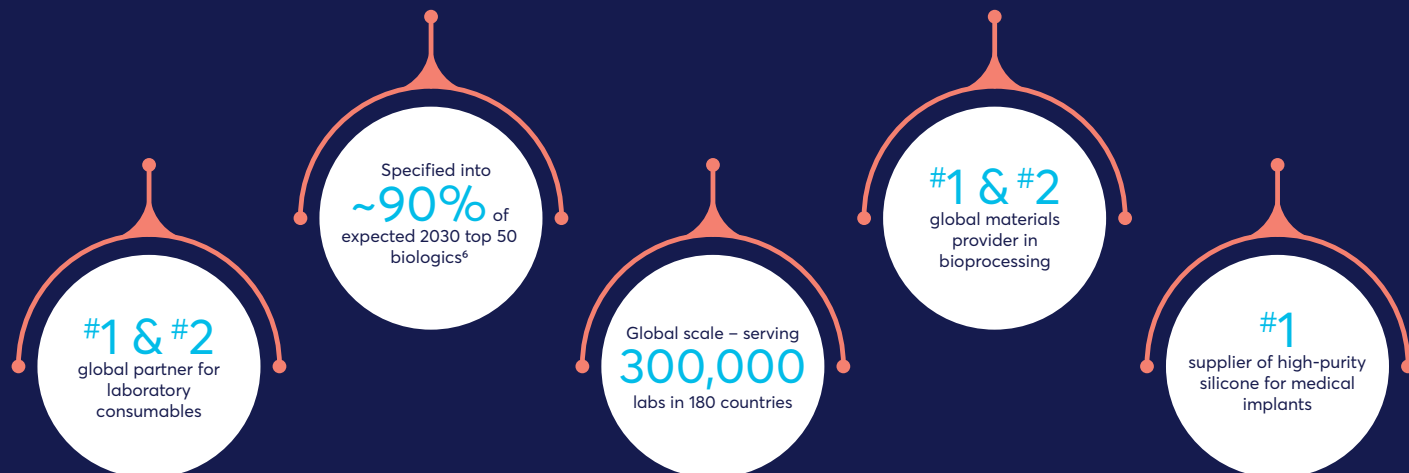 #1 & #2
global partner for
laboratory
consumables
Specified into
~90% of
expected 2030 top 50
biologics⁶
Global scale – serving
300,000
labs in 180 countries
#1 & #2
global materials
provider in
bioprocessing
#1
supplier of high-purity
silicone for medical
implants